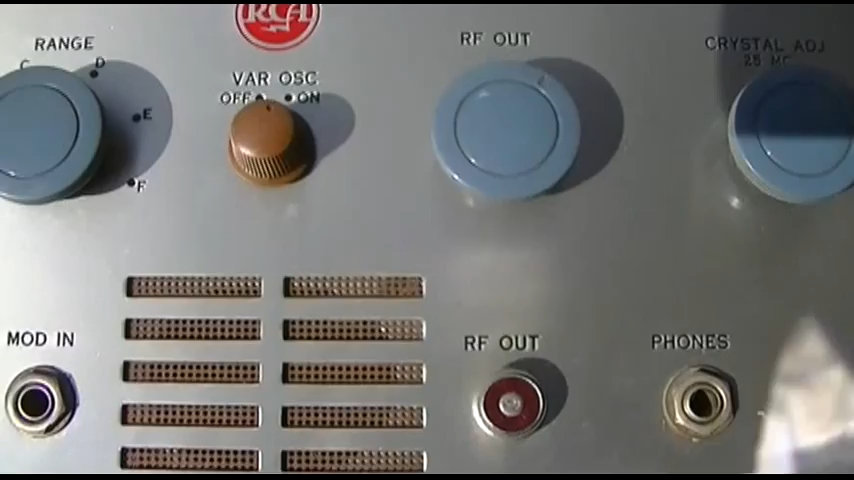 RCA
RANGE
C
D
E
F
VAR OSC
OFF ON
RF OUT
CRYSTAL ADJ
25 MC
MOD IN
RF OUT
PHONES